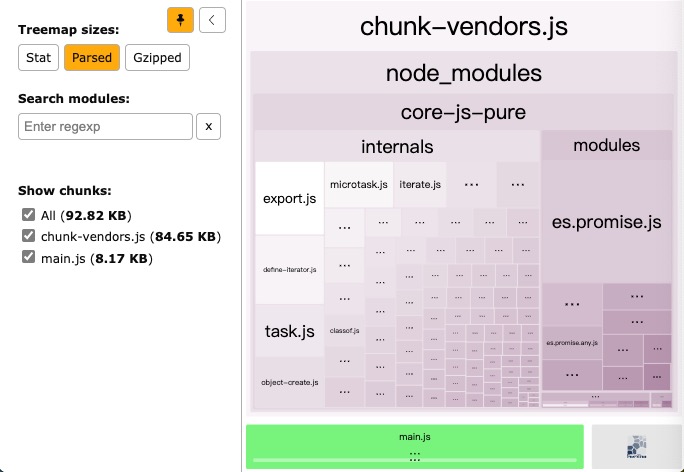 Treemap sizes:
Stat
Parsed
Gzipped
Search modules:
Enter regexp
x
Show chunks:
All (92.82 KB)
chunk-vendors.js (84.65 KB)
main.js (8.17 KB)
chunk-vendors.js
node_modules
core-js-pure
internals
modules
export.js
microtask.js
iterate.js
...
...
es.promise.js
define-iterator.js
task.js
classof.js
object-create.js
es.promise.any.js
main.js
...